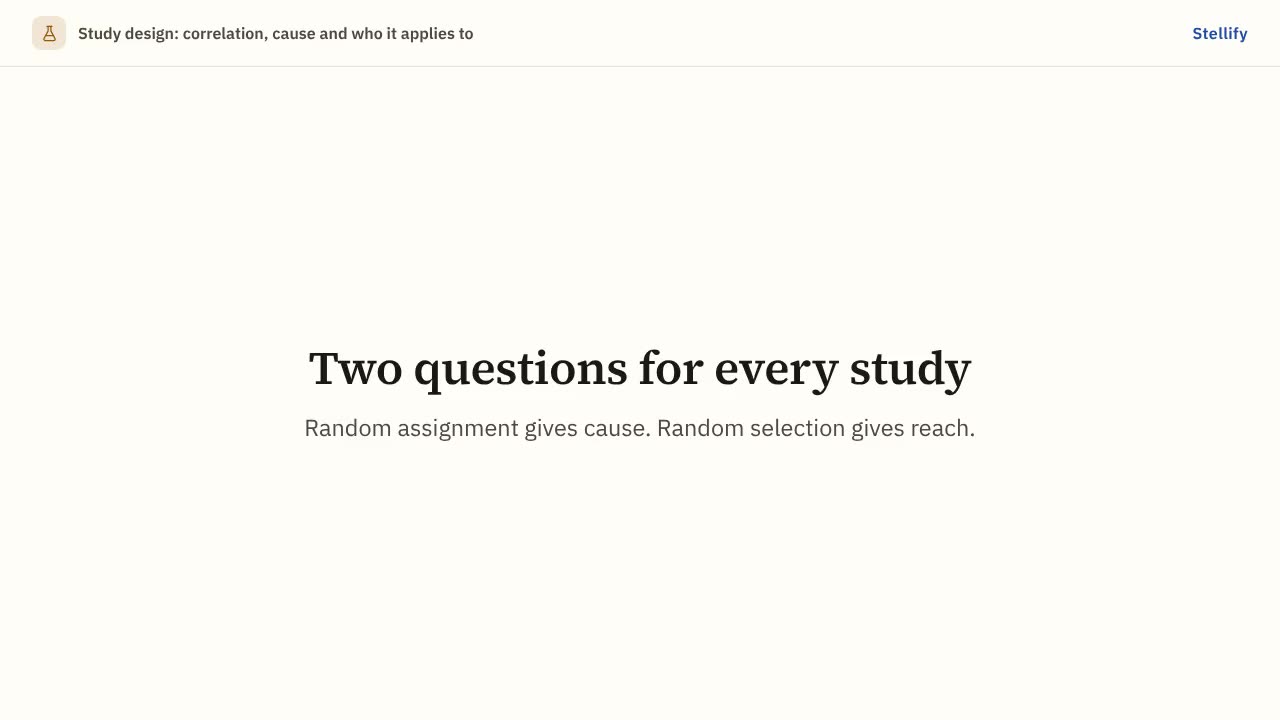 Study design: correlation, cause and who it applies to
Stellify
Two questions for every study
Random assignment gives cause. Random selection gives reach.